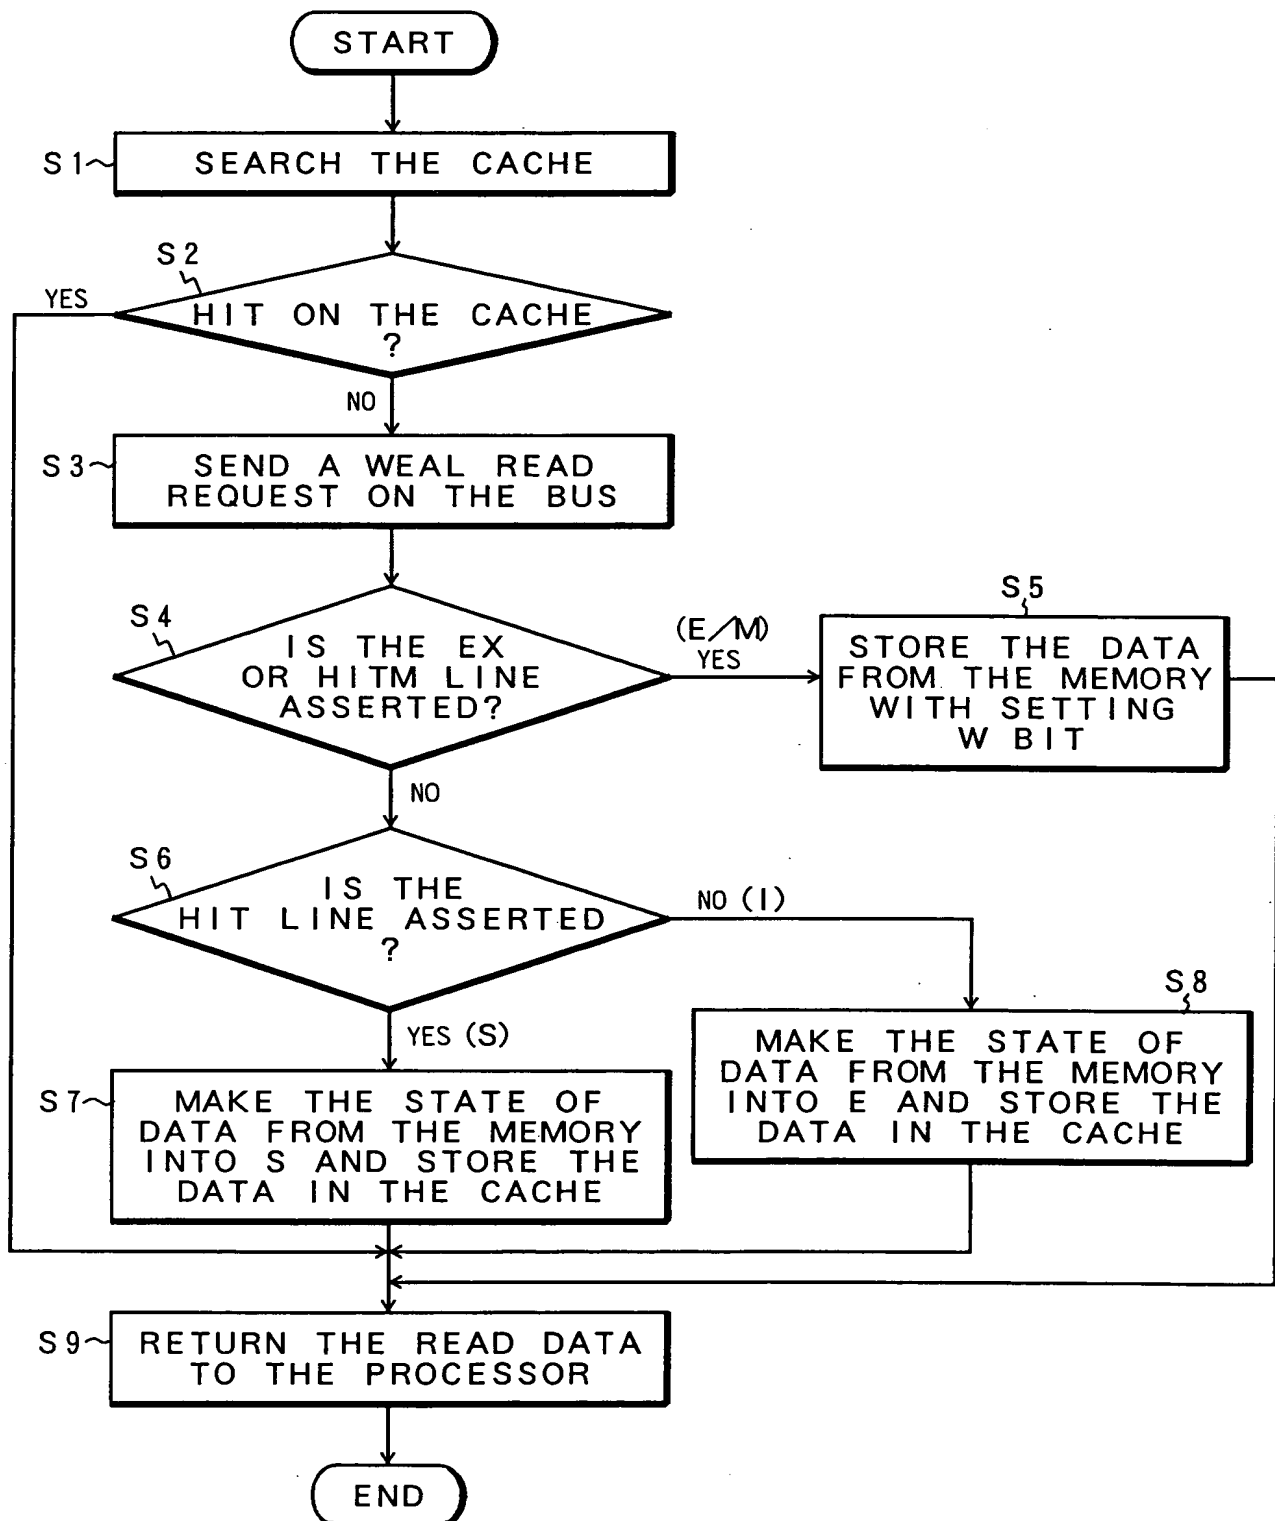 START
S1
SEARCH THE CACHE
S2
YES
HIT ON THE CACHE
?
NO
S3
SEND A WEAL READ
REQUEST ON THE BUS
S4
IS THE EX
OR HITM LINE
ASSERTED?
(E/M)
YES
S5
STORE THE DATA
FROM THE MEMORY
WITH SETTING
W BIT
NO
S6
IS THE
HIT LINE ASSERTED
?
NO (I)
YES (S)
S7
MAKE THE STATE OF
DATA FROM THE MEMORY
INTO S AND STORE THE
DATA IN THE CACHE
S8
MAKE THE STATE OF
DATA FROM THE MEMORY
INTO E AND STORE THE
DATA IN THE CACHE
S9
RETURN THE READ DATA
TO THE PROCESSOR
END